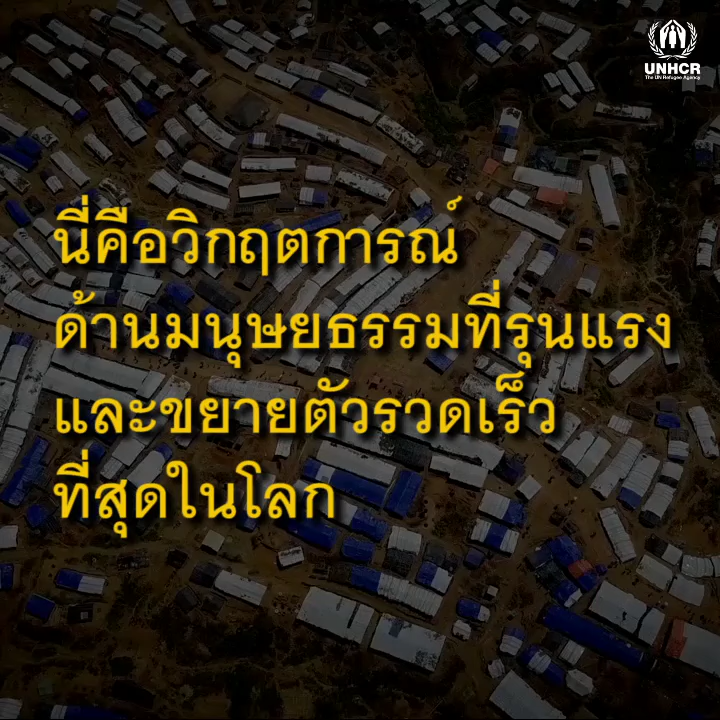 UNHCR
The UN Refugee Agency
นี่คือวิกฤตการณ์
ด้านมนุษยธรรมที่รุนแรง
และขยายตัวรวดเร็ว
ที่สุดในโลก